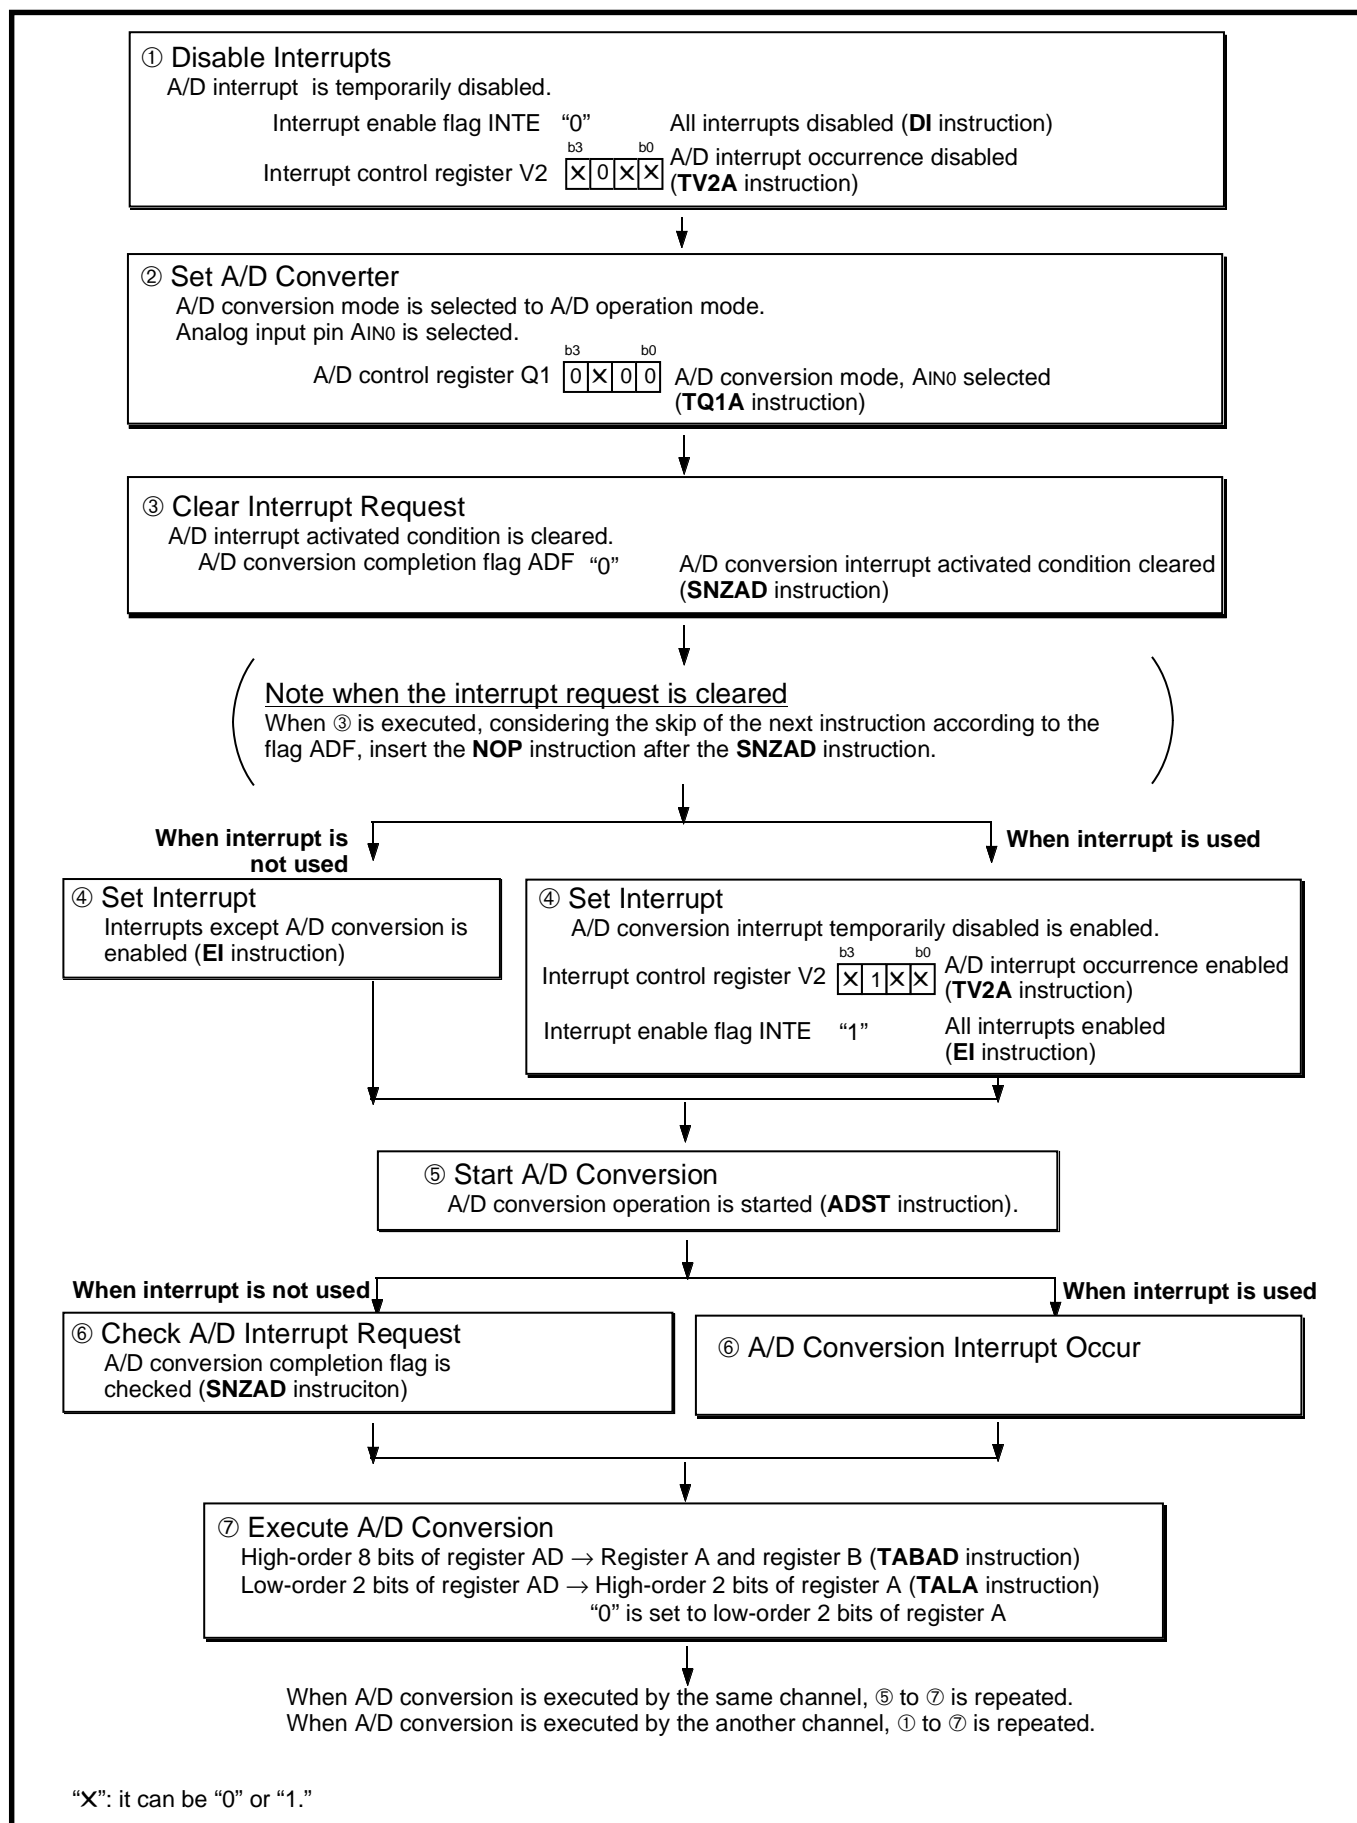 ① Disable Interrupts
A/D interrupt is temporarily disabled.
Interrupt enable flag INTE “0” All interrupts disabled (DI instruction)
b3 b0
Interrupt control register V2 X 0 X X A/D interrupt occurrence disabled
(TV2A instruction)
② Set A/D Converter
A/D conversion mode is selected to A/D operation mode.
Analog input pin AIN0 is selected.
b3 b0
A/D control register Q1 0 X 0 0 A/D conversion mode, AIN0 selected
(TQ1A instruction)
③ Clear Interrupt Request
A/D interrupt activated condition is cleared.
A/D conversion completion flag ADF “0” A/D conversion interrupt activated condition cleared
(SNZAD instruction)
Note when the interrupt request is cleared
When ③ is executed, considering the skip of the next instruction according to the
flag ADF, insert the NOP instruction after the SNZAD instruction.
When interrupt is
not used
When interrupt is used
④ Set Interrupt
Interrupts except A/D conversion is
enabled (EI instruction)
④ Set Interrupt
A/D conversion interrupt temporarily disabled is enabled.
b3 b0
Interrupt control register V2 X 1 X X A/D interrupt occurrence enabled
(TV2A instruction)
Interrupt enable flag INTE “1” All interrupts enabled
(EI instruction)
⑤ Start A/D Conversion
A/D conversion operation is started (ADST instruction).
When interrupt is not used
When interrupt is used
⑥ Check A/D Interrupt Request
A/D conversion completion flag is
checked (SNZAD instruciton)
⑥ A/D Conversion Interrupt Occur
⑦ Execute A/D Conversion
High-order 8 bits of register AD → Register A and register B (TABAD instruction)
Low-order 2 bits of register AD → High-order 2 bits of register A (TALA instruction)
“0” is set to low-order 2 bits of register A
When A/D conversion is executed by the same channel, ⑤ to ⑦ is repeated.
When A/D conversion is executed by the another channel, ① to ⑦ is repeated.
“X”: it can be “0” or “1.”